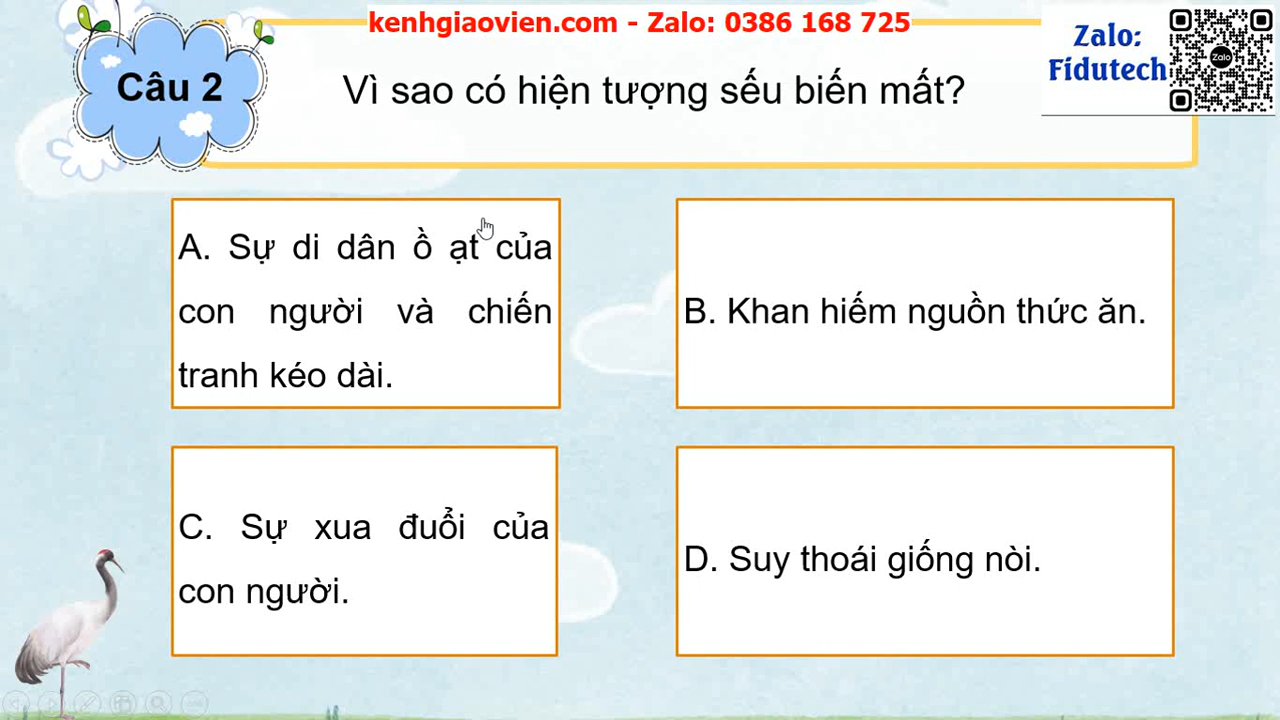 kenhgiaovien.com - Zalo: 0386 168 725
Zalo:
Fidutech
Zalo
Câu 2
Vì sao có hiện tượng sếu biến mất?
A. Sự di dân ồ ạt của
con người và chiến
tranh kéo dài.
B. Khan hiếm nguồn thức ăn.
C. Sự xua đuổi của
con người.
D. Suy thoái giống nòi.